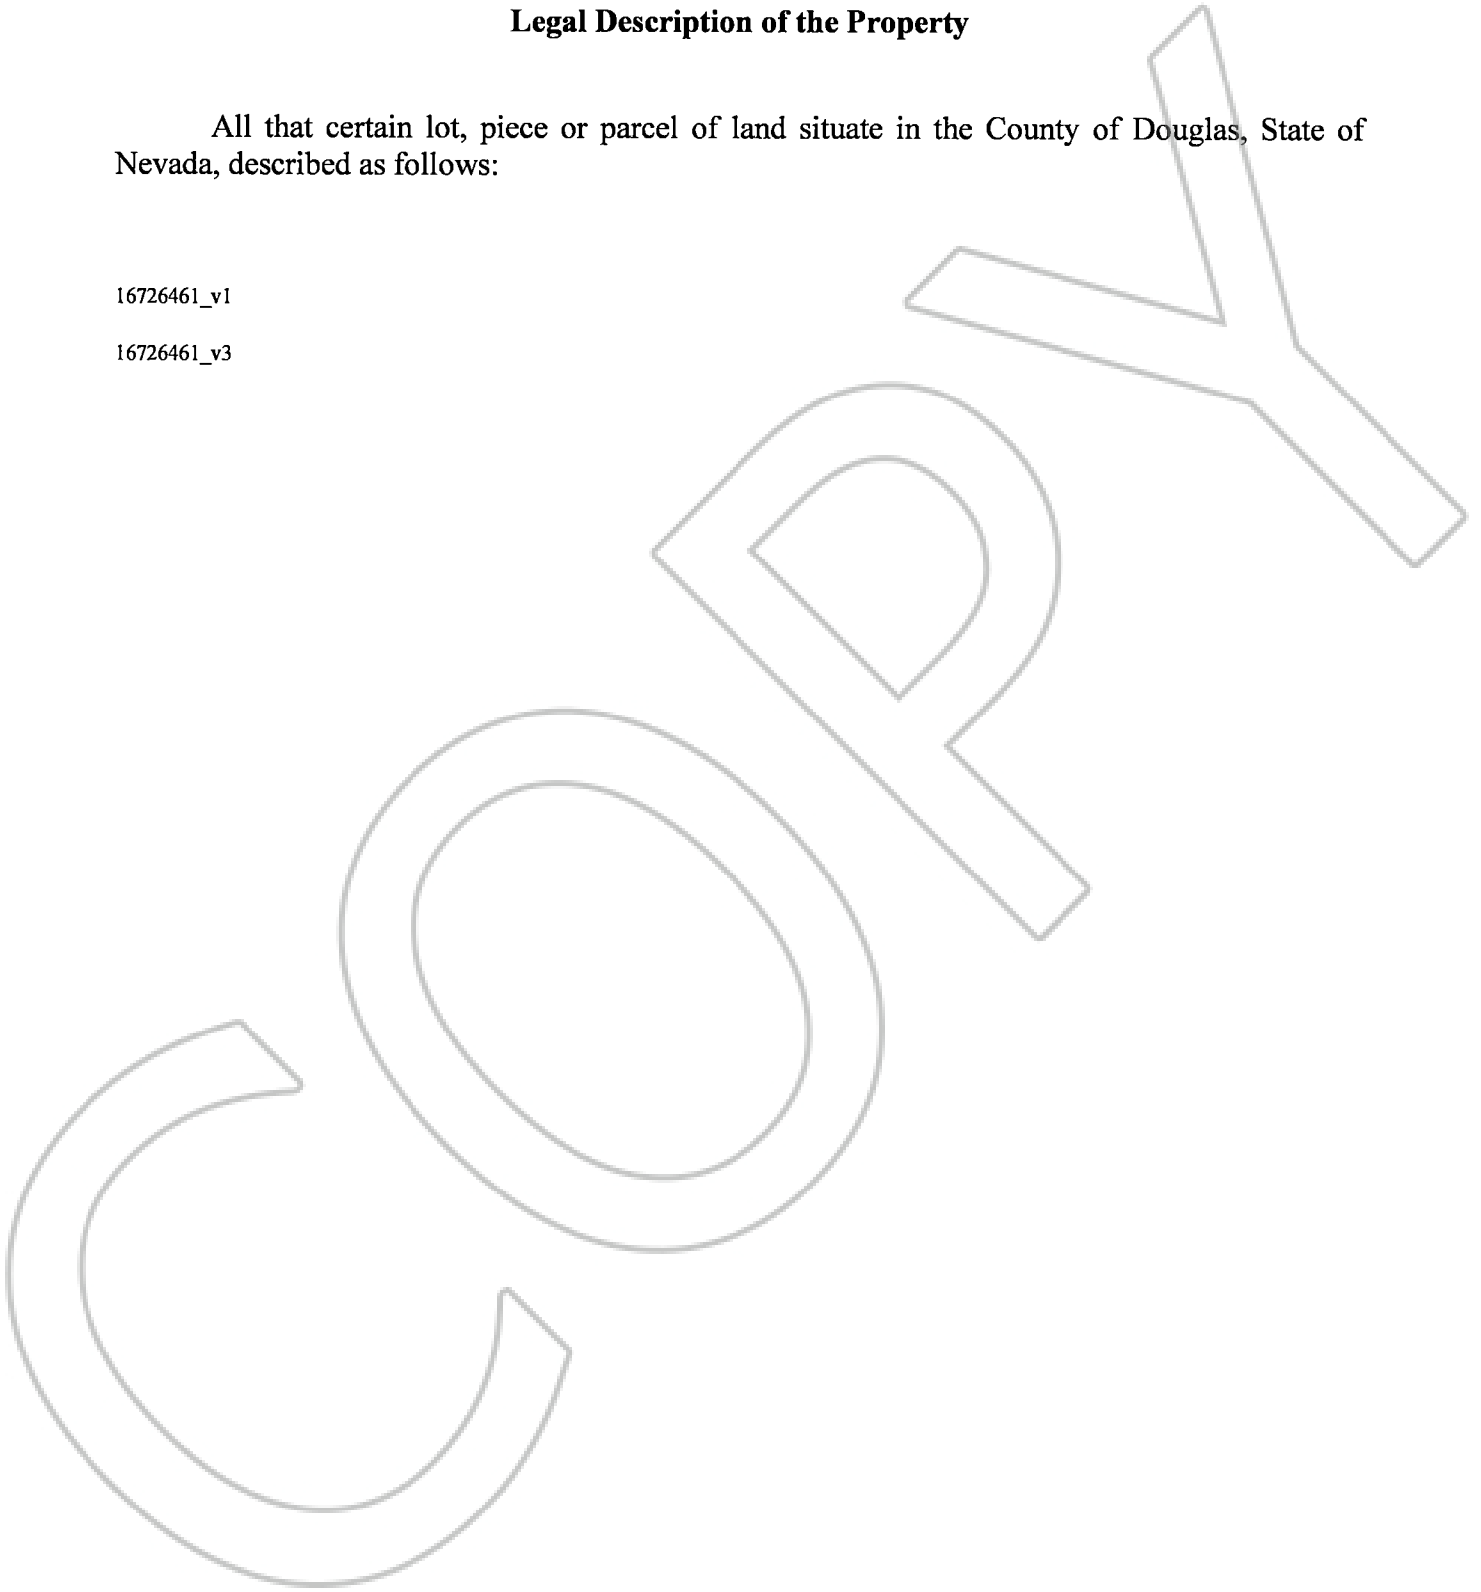 Legal Description of the Property
All that certain lot, piece or parcel of land situate in the County of Douglas, State of
Nevada, described as follows:
16726461_v1
16726461_v3
COPY